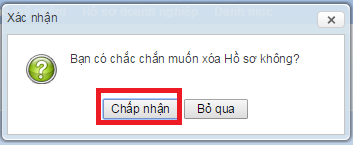 Xác nhận
Bạn có chắc chắn muốn xóa Hồ sơ không?
Chấp nhận Bỏ qua